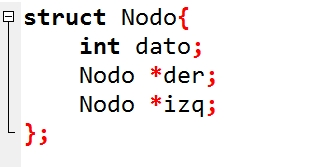 struct Nodo{
    int dato;
    Nodo *der;
    Nodo *izq;
};